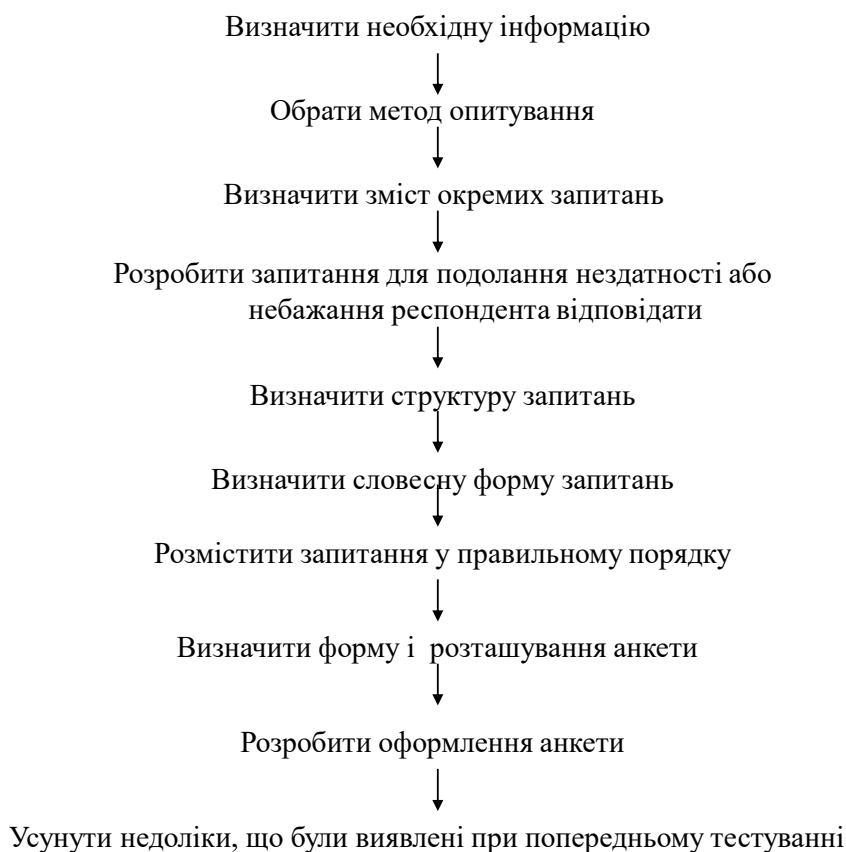 Визначити необхідну інформацію
Обрати метод опитування
Визначити зміст окремих запитань
Розробити запитання для подолання нездатності або
небажання респондента відповідати
Визначити структуру запитань
Визначити словесну форму запитань
Розмістити запитання у правильному порядку
Визначити форму і розташування анкети
Розробити оформлення анкети
Усунути недоліки, що були виявлені при попередньому тестуванні